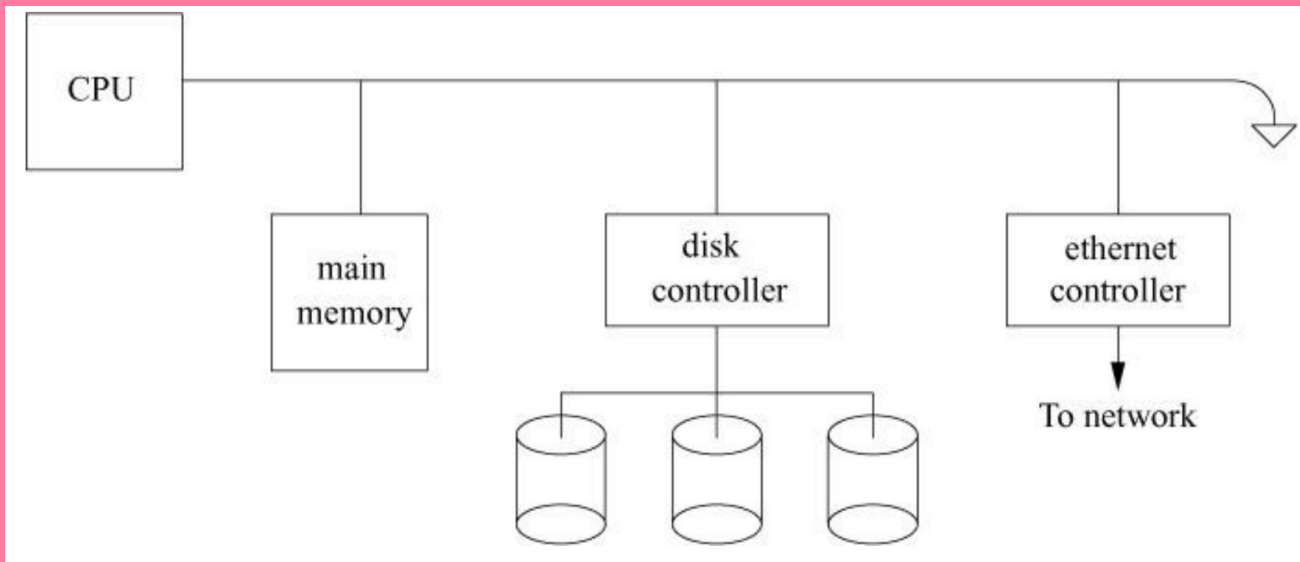 CPU
main
memory
disk
controller
ethernet
controller
To network